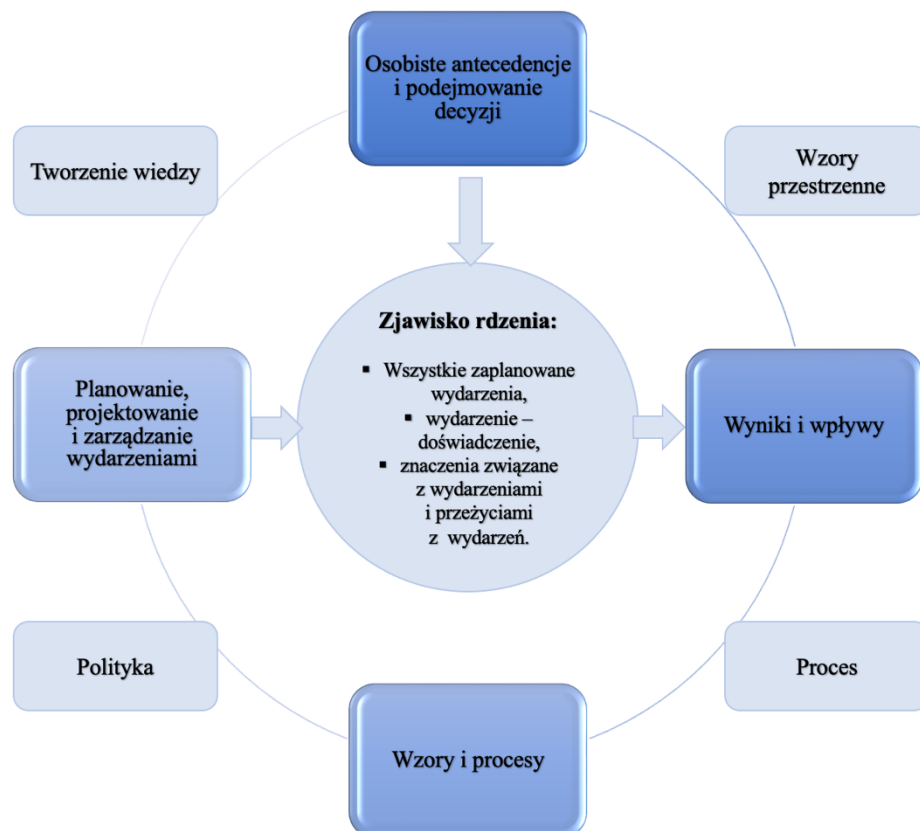 Osobiste antecedencje
i podejmowanie
decyzji
Tworzenie wiedzy
Wzory
przestrzenne
Zjawisko rdzenia:
▪ Wszystkie zaplanowane
wydarzenia,
▪ wydarzenie –
doświadczenie,
▪ znaczenia związane
z wydarzeniami
i przeżyciami
z wydarzeń.
Planowanie,
projektowanie
i zarządzanie
wydarzeniami
Wyniki i wpływy
Polityka
Proces
Wzory i procesy